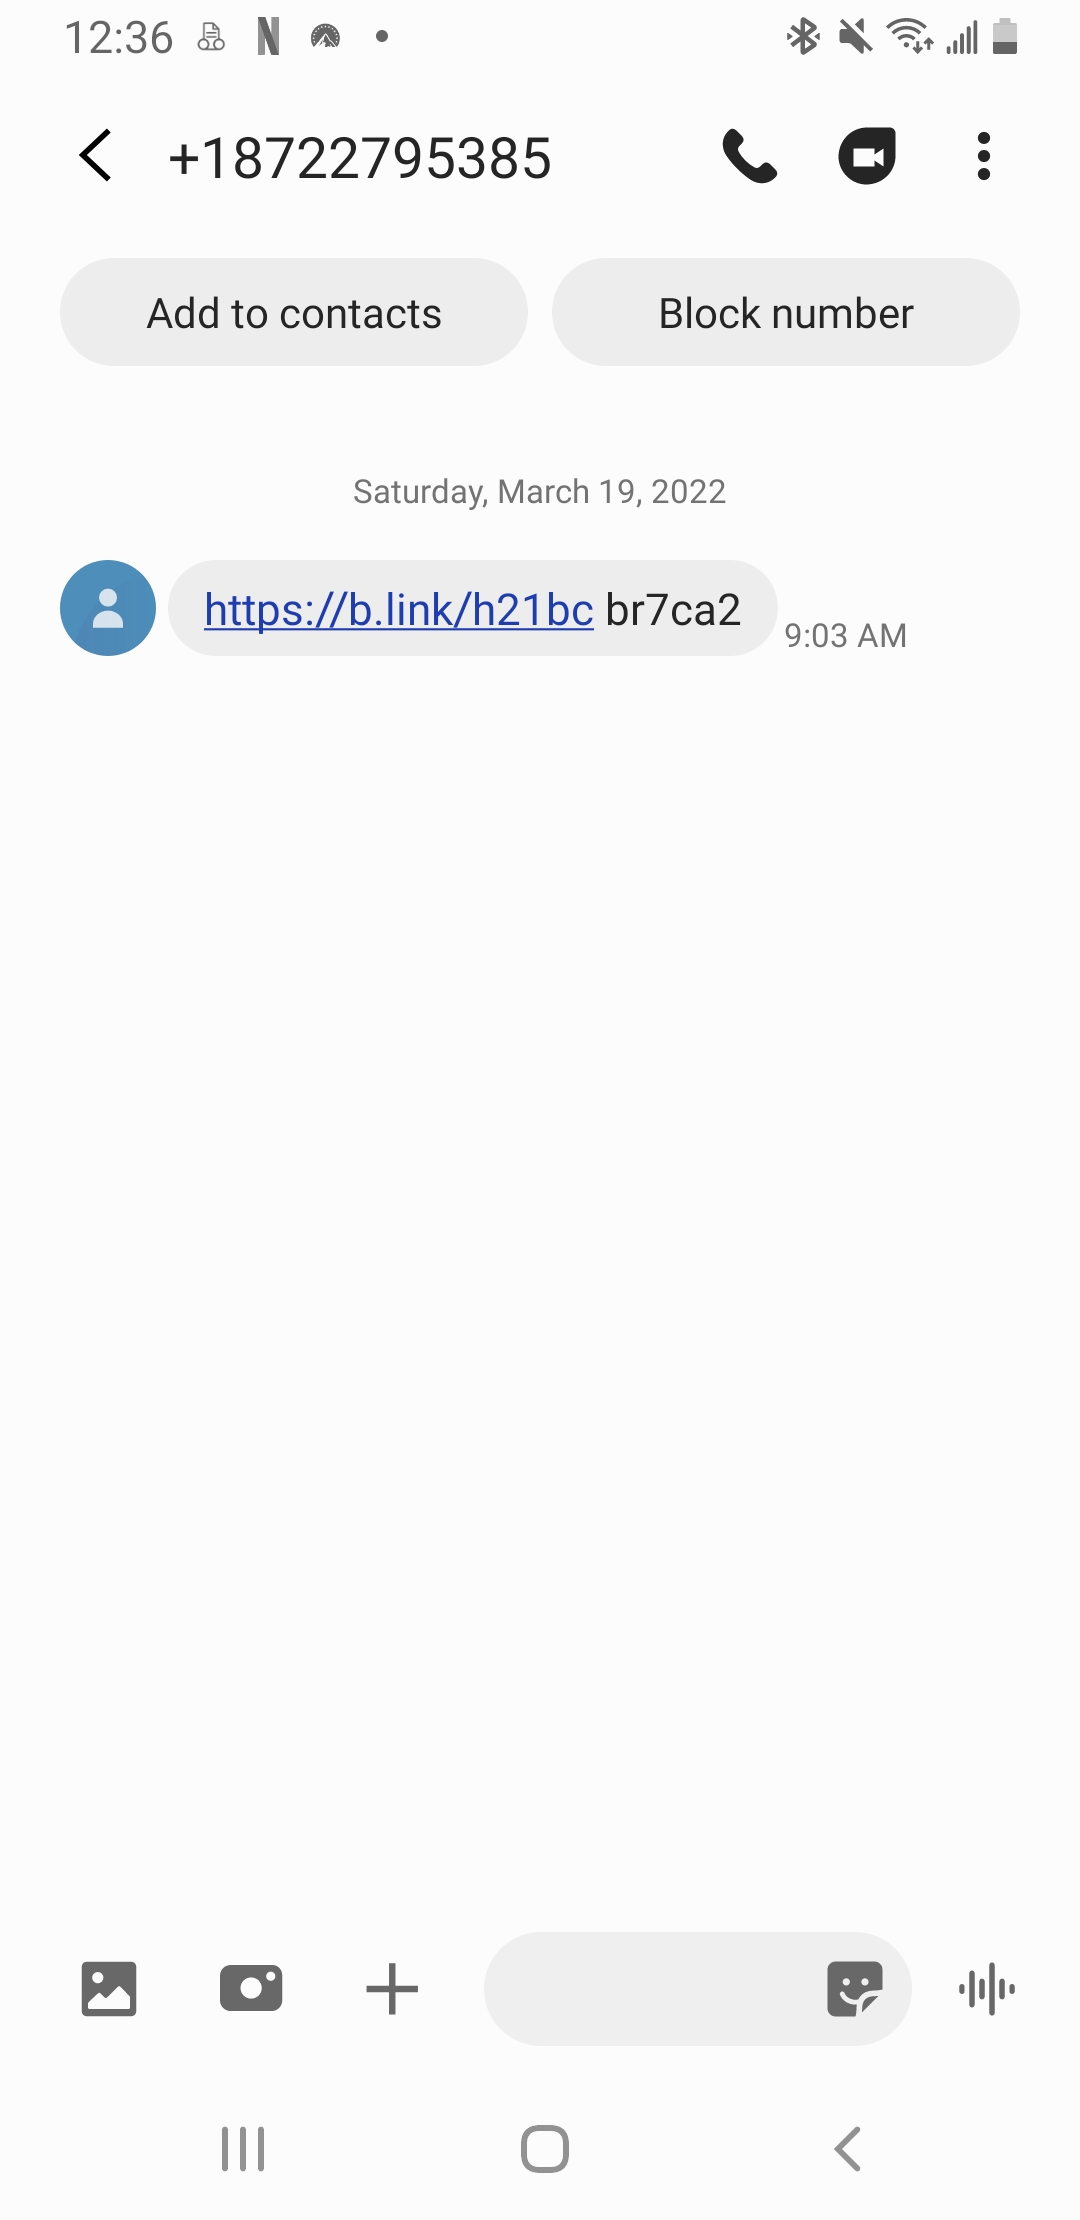 12:36
+18722795385
Add to contacts
Block number
Saturday, March 19, 2022
https://b.link/h21bc br7ca2
9:03 AM